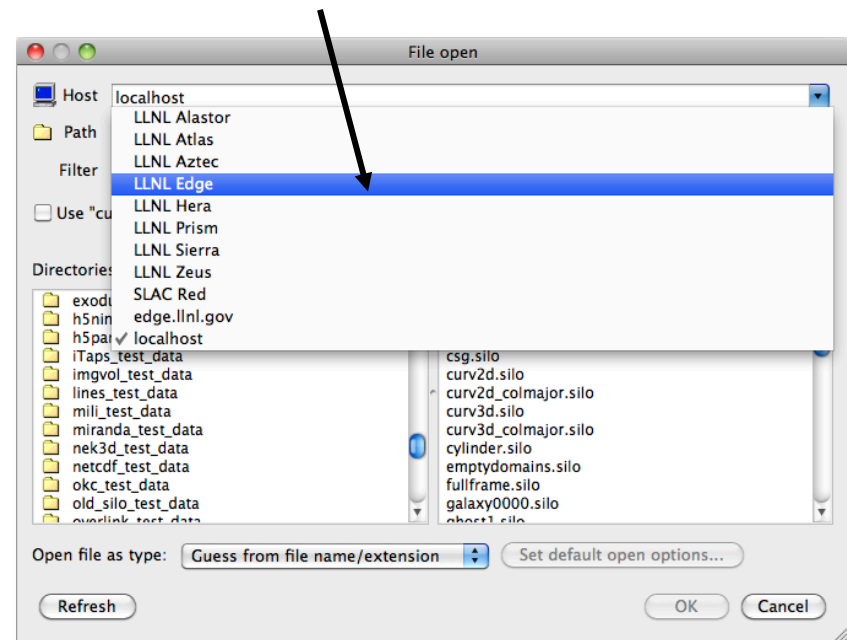 File open
Host localhost
LLNL Alastor
Path
LLNL Atlas
LLNL Aztec
Filter
LLNL Edge
LLNL Hera
Use "cu
LLNL Prism
LLNL Sierra
Directories
LLNL Zeus
SLAC Red
edge.llnl.gov
✓ localhost
iTaps_test_data
imgvol_test_data
lines_test_data
mili_test_data
miranda_test_data
nek3d_test_data
netcdf_test_data
okc_test_data
old_silo_test_data
overlink_test_data
csg.silo
curv2d.silo
curv2d_colmajor.silo
curv3d.silo
curv3d_colmajor.silo
cylinder.silo
emptydomains.silo
fullframe.silo
galaxy0000.silo
ghost1.silo
Open file as type: Guess from file name/extension Set default open options...
Refresh OK Cancel